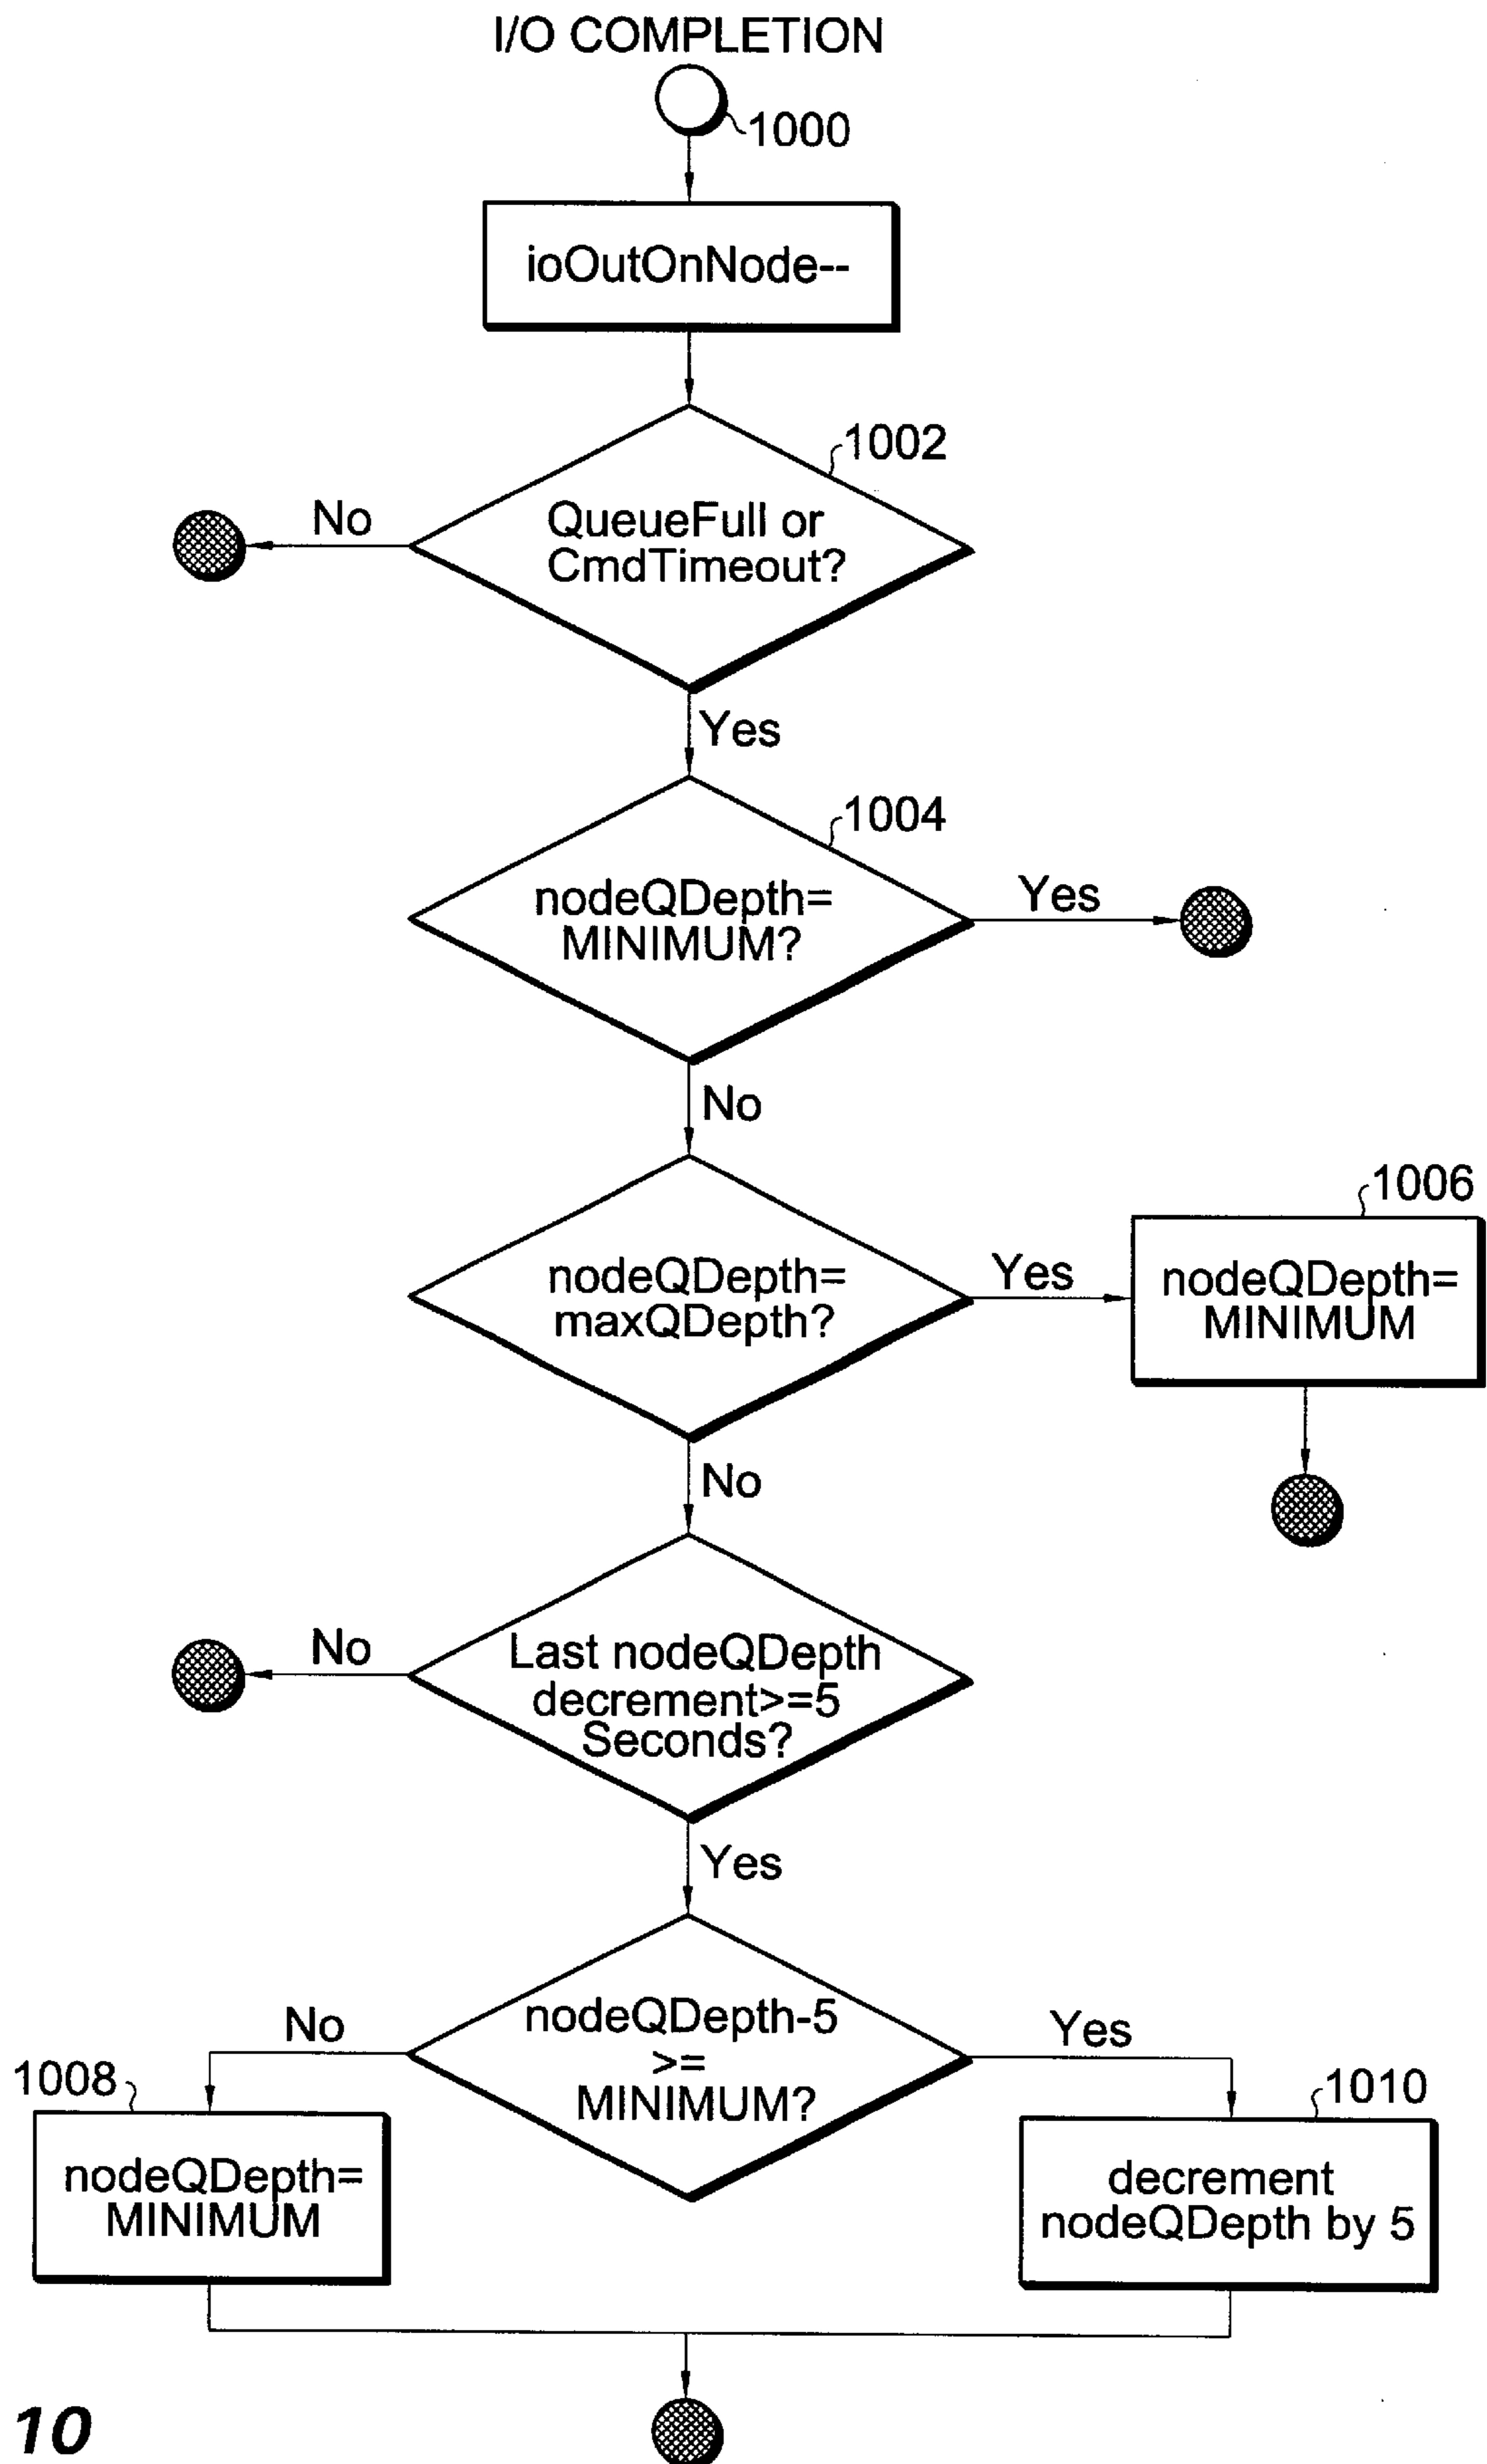 I/O COMPLETION
1000
ioOutOnNode--
1002
QueueFull or
CmdTimeout?
No
Yes
1004
nodeQDepth=
MINIMUM?
Yes
No
1006
nodeQDepth=
maxQDepth?
Yes
nodeQDepth=
MINIMUM
No
Last nodeQDepth
decrement>=5
Seconds?
No
Yes
nodeQDepth-5
>=
MINIMUM?
No
Yes
1008
nodeQDepth=
MINIMUM
1010
decrement
nodeQDepth by 5
10